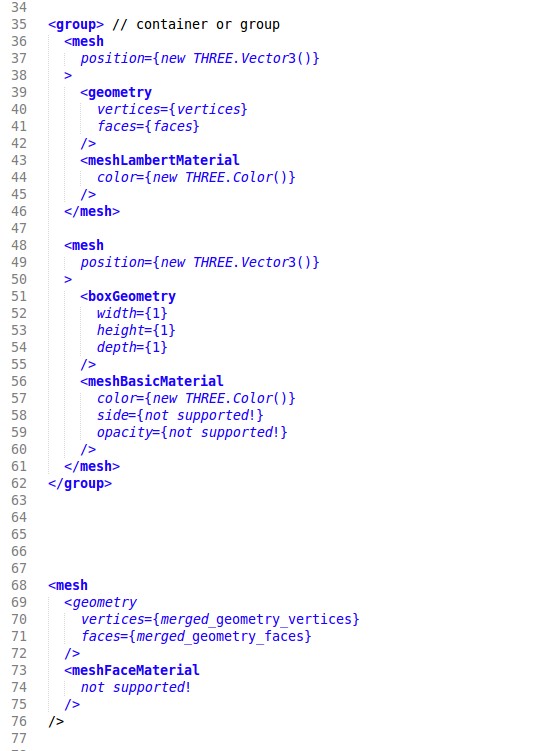 34
35 <group> // container or group
36   <mesh
37     position={new THREE.Vector3()}
38   >
39     <geometry
40       vertices={vertices}
41       faces={faces}
42     />
43     <meshLambertMaterial
44       color={new THREE.Color()}
45     />
46   </mesh>
47
48   <mesh
49     position={new THREE.Vector3()}
50   >
51     <boxGeometry
52       width={1}
53       height={1}
54       depth={1}
55     />
56     <meshBasicMaterial
57       color={new THREE.Color()}
58       side={not supported!}
59       opacity={not supported!}
60     />
61   </mesh>
62 </group>
63
64
65
66
67
68 <mesh
69   <geometry
70     vertices={merged_geometry_vertices}
71     faces={merged_geometry_faces}
72   />
73   <meshFaceMaterial
74     not supported!
75   />
76 />
77